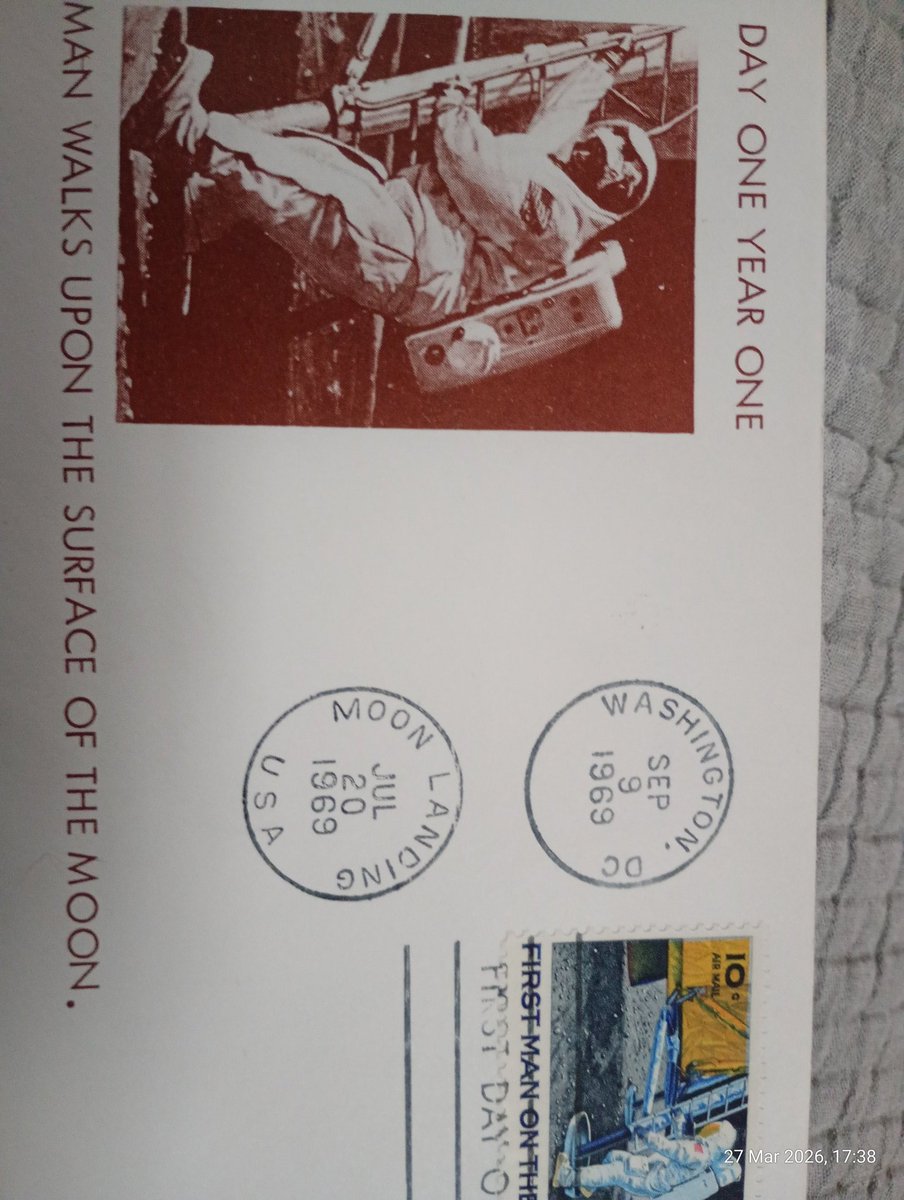 DAY ONE YEAR ONE
MAN WALKS UPON THE SURFACE OF THE MOON.
WASHINGTON, DC
SEP
9
1969
MOON LANDING
JUL
20
1969
USA
10c
AIR MAIL
FIRST MAN ON THE
FIRST DAY O
27 Mar 2026, 17:38